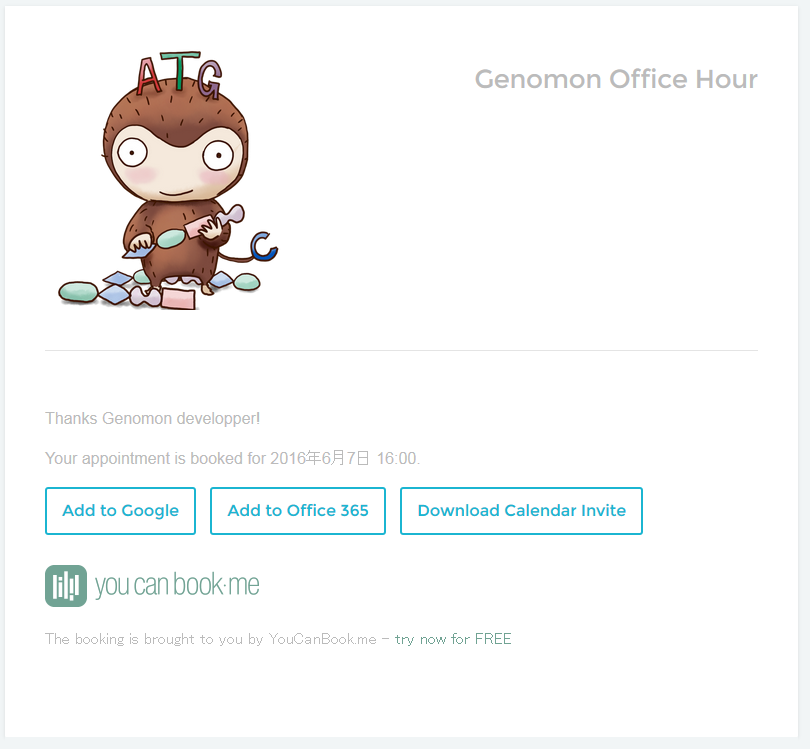 ATG
Genomon Office Hour
C
Thanks Genomon developper!
Your appointment is booked for 2016年6月7日 16:00.
Add to Google
Add to Office 365
Download Calendar Invite
you can book·me
The booking is brought to you by YouCanBook.me – try now for FREE